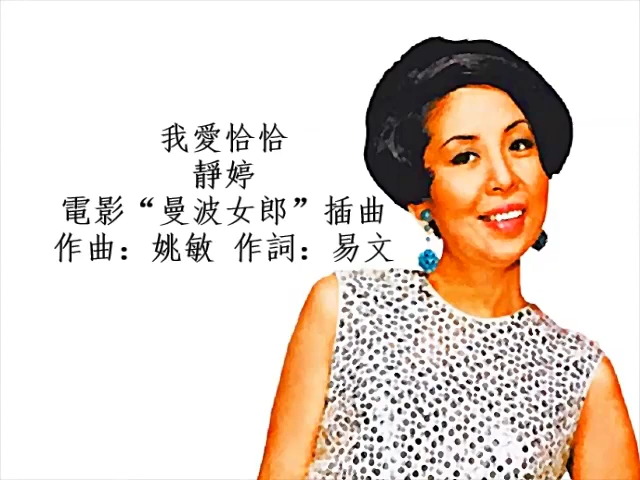 我愛恰恰
靜婷
電影“曼波女郎”插曲
作曲：姚敏 作詞：易文